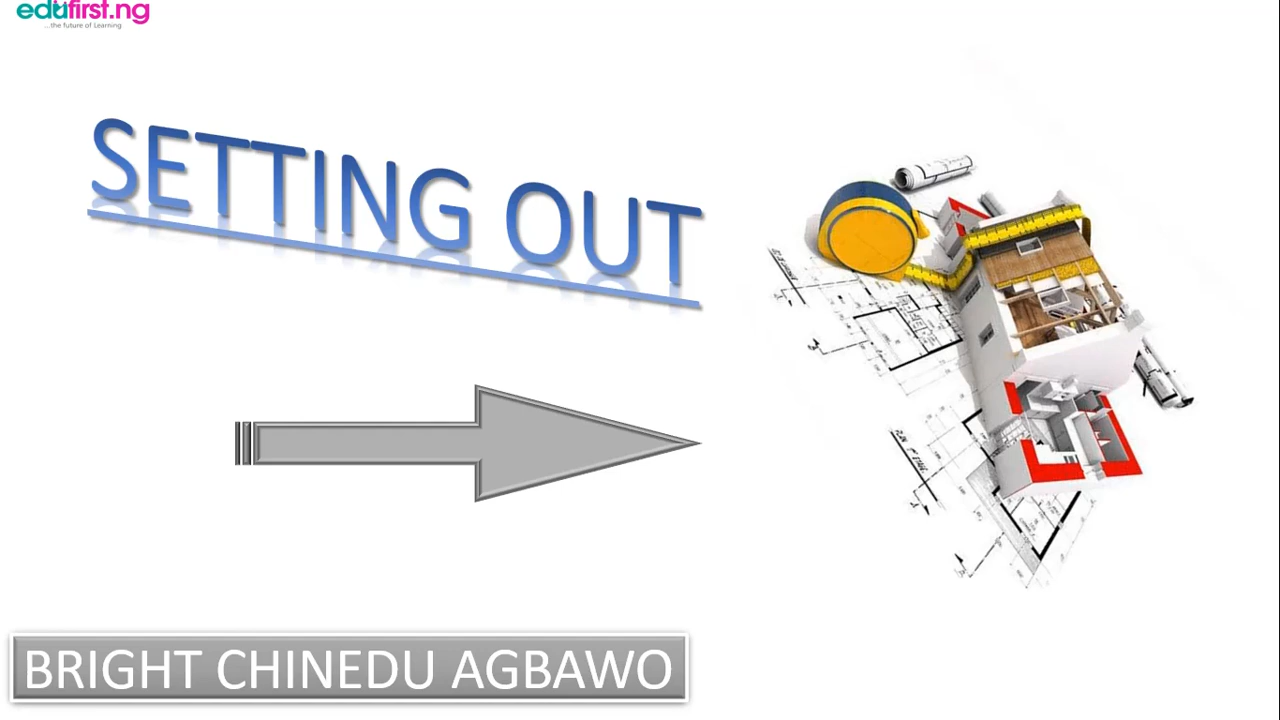 edufirst.ng
...the future of Learning
SETTING OUT
BRIGHT CHINEDU AGBAWO